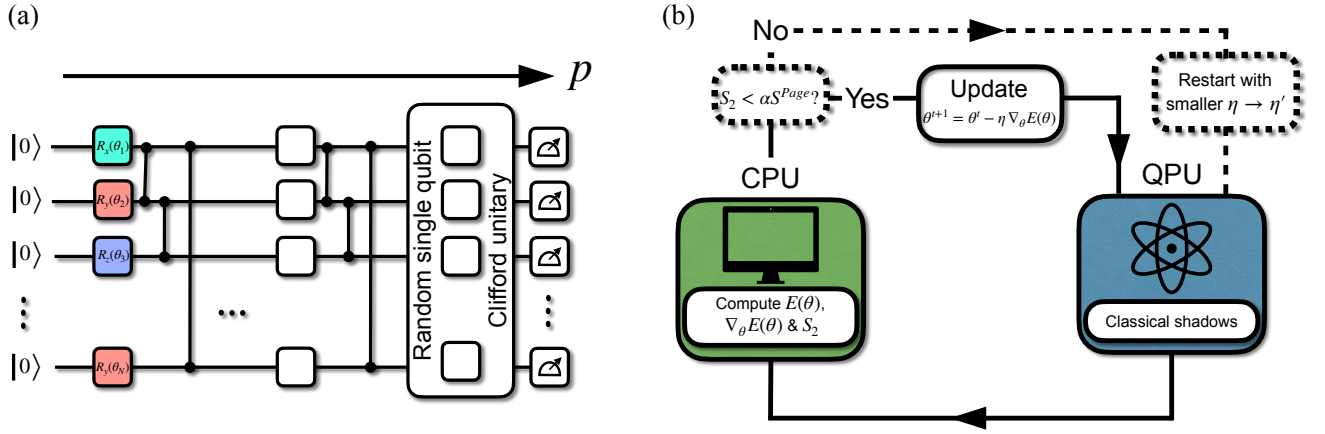 (a)
p
|0⟩ R_x(θ_1)
|0⟩ R_y(θ_2)
|0⟩ R_z(θ_3)
...
|0⟩ R_y(θ_N)
Random single qubit
Clifford unitary
(b)
No
S_2 < αS^{Page}?
Yes
Update
θ^{t+1} = θ^t − η ∇_θE(θ)
Restart with
smaller η → η′
CPU
Compute E(θ),
∇_θE(θ) & S_2
QPU
Classical shadows